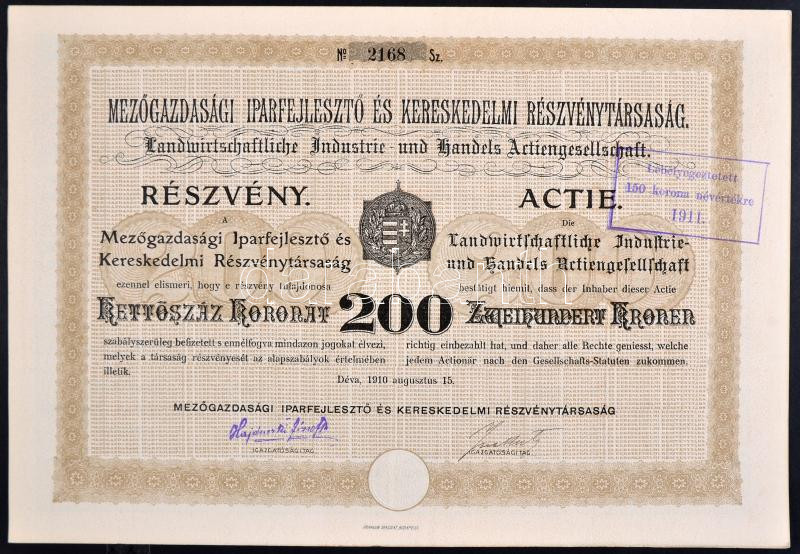 № 2168 Sz.
MEZŐGAZDASÁGI IPARFEJLESZTŐ ÉS KERESKEDELMI RÉSZVÉNYTÁRSASÁG.
Landwirtschaftliche Industrie- und Handels Actiengesellschaft.
RÉSZVÉNY.
A
Mezőgazdasági Iparfejlesztő és
Kereskedelmi Részvénytársaság
ezennel elismeri, hogy e részvény tulajdonosa
KETTŐSZÁZ KORONÁT
szabályszerüleg befizetett s ennélfogva mindazon jogokat élvezi,
melyek a társaság részvényesét az alapszabályok értelmében
illetik.
200
ACTIE.
Lebélyegeztetett
150 korona névértékre
1911.
Die
Landwirtschaftliche Industrie-
und Handels Actiengesellschaft
bestätigt hiemit, dass der Inhaber dieser Actie
ZWEIHUNDERT KRONEN
richtig einbezahlt hat, und daher alle Rechte geniesst, welche
jedem Actionär nach den Gesellschafts-Statuten zukommen.
Déva, 1910 augusztus 15.
MEZŐGAZDASÁGI IPARFEJLESZTŐ ÉS KERESKEDELMI RÉSZVÉNYTÁRSASÁG
IGAZGATÓSÁGI TAG.
IGAZGATÓSÁGI TAG.